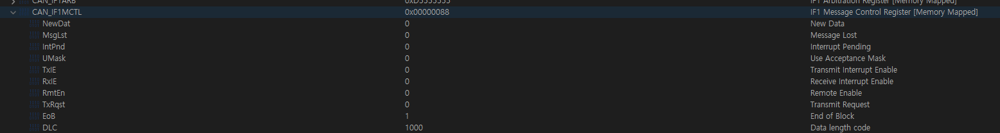 CAN_IF1ARB 0xD5555555 IF1 Arbitration Register [Memory Mapped]
CAN_IF1MCTL 0x00000088 IF1 Message Control Register [Memory Mapped]
NewDat 0 New Data
MsgLst 0 Message Lost
IntPnd 0 Interrupt Pending
UMask 0 Use Acceptance Mask
TxIE 0 Transmit Interrupt Enable
RxIE 0 Receive Interrupt Enable
RmtEn 0 Remote Enable
TxRqst 0 Transmit Request
EoB 1 End of Block
DLC 1000 Data length code